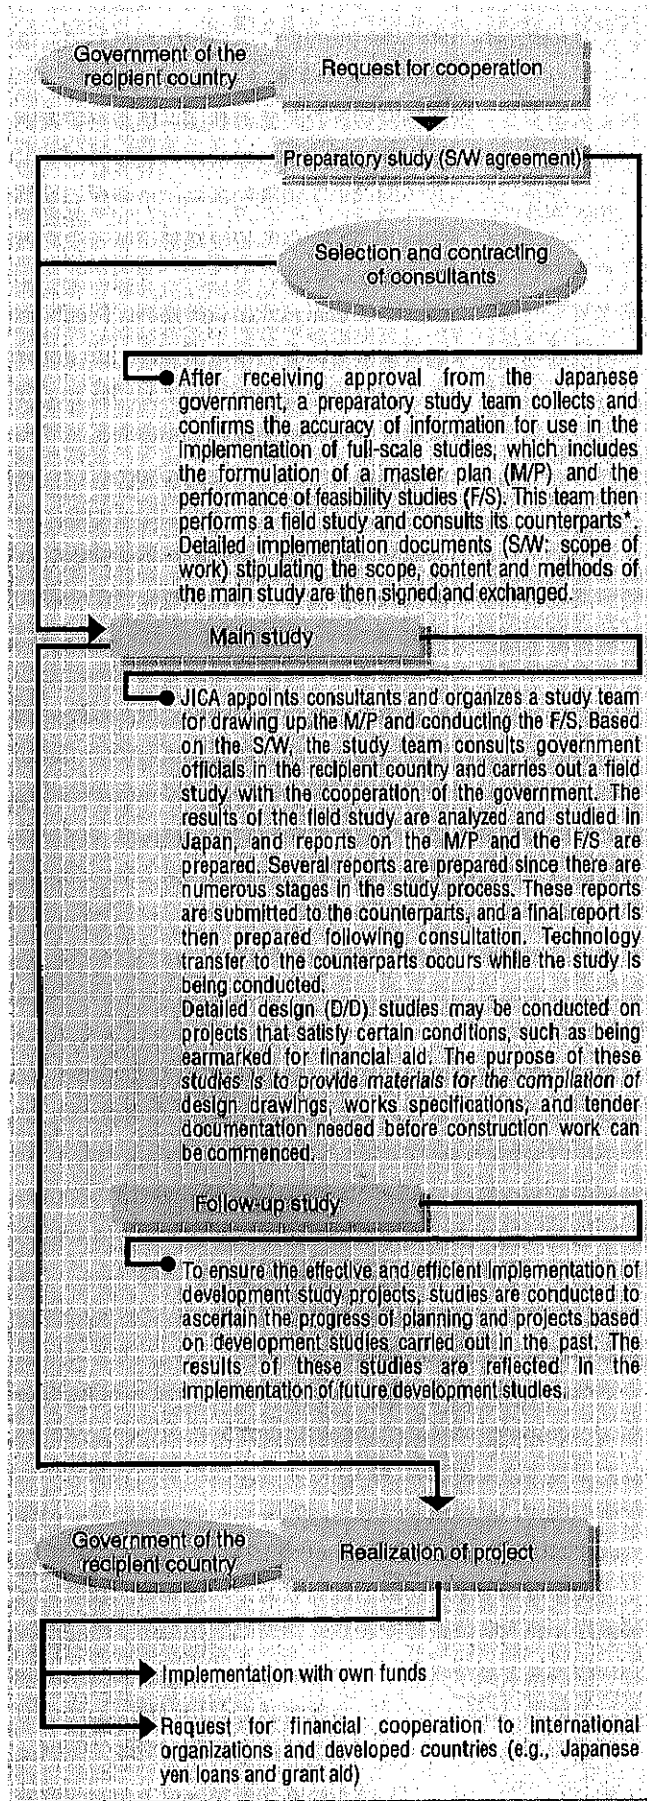 Government of the
recipient country
Request for cooperation
Preparatory study (S/W agreement)
Selection and contracting
of consultants
After receiving approval from the Japanese
government, a preparatory study team collects and
confirms the accuracy of information for use in the
implementation of full-scale studies, which includes
the formulation of a master plan (M/P) and the
performance of feasibility studies (F/S). This team then
performs a field study and consults its counterparts*.
Detailed implementation documents (S/W: scope of
work) stipulating the scope, content and methods of
the main study are then signed and exchanged.
Main study
JICA appoints consultants and organizes a study team
for drawing up the M/P and conducting the F/S. Based
on the S/W, the study team consults government
officials in the recipient country and carries out a field
study with the cooperation of the government. The
results of the field study are analyzed and studied in
Japan, and reports on the M/P and the F/S are
prepared. Several reports are prepared since there are
numerous stages in the study process. These reports
are submitted to the counterparts, and a final report is
then prepared following consultation. Technology
transfer to the counterparts occurs while the study is
being conducted.
Detailed design (D/D) studies may be conducted on
projects that satisfy certain conditions, such as being
earmarked for financial aid. The purpose of these
studies is to provide materials for the compilation of
design drawings, works specifications, and tender
documentation needed before construction work can
be commenced.
Follow-up study
To ensure the effective and efficient implementation of
development study projects, studies are conducted to
ascertain the progress of planning and projects based
on development studies carried out in the past. The
results of these studies are reflected in the
implementation of future development studies.
Government of the
recipient country
Realization of project
Implementation with own funds
Request for financial cooperation to international
organizations and developed countries (e.g., Japanese
yen loans and grant aid)